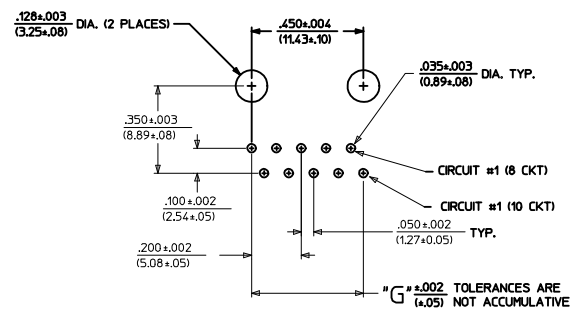 .128±.003
(3.25±.08)
DIA. (2 PLACES)
.450±.004
(11.43±.10)
.035±.003
(0.89±.08)
DIA. TYP.
.350±.003
(8.89±.08)
CIRCUIT #1 (8 CKT)
CIRCUIT #1 (10 CKT)
.100±.002
(2.54±.05)
.050±.002
(1.27±0.05)
TYP.
.200±.002
(5.08±.05)
"G" ±.002
(±.05)
TOLERANCES ARE
NOT ACCUMULATIVE